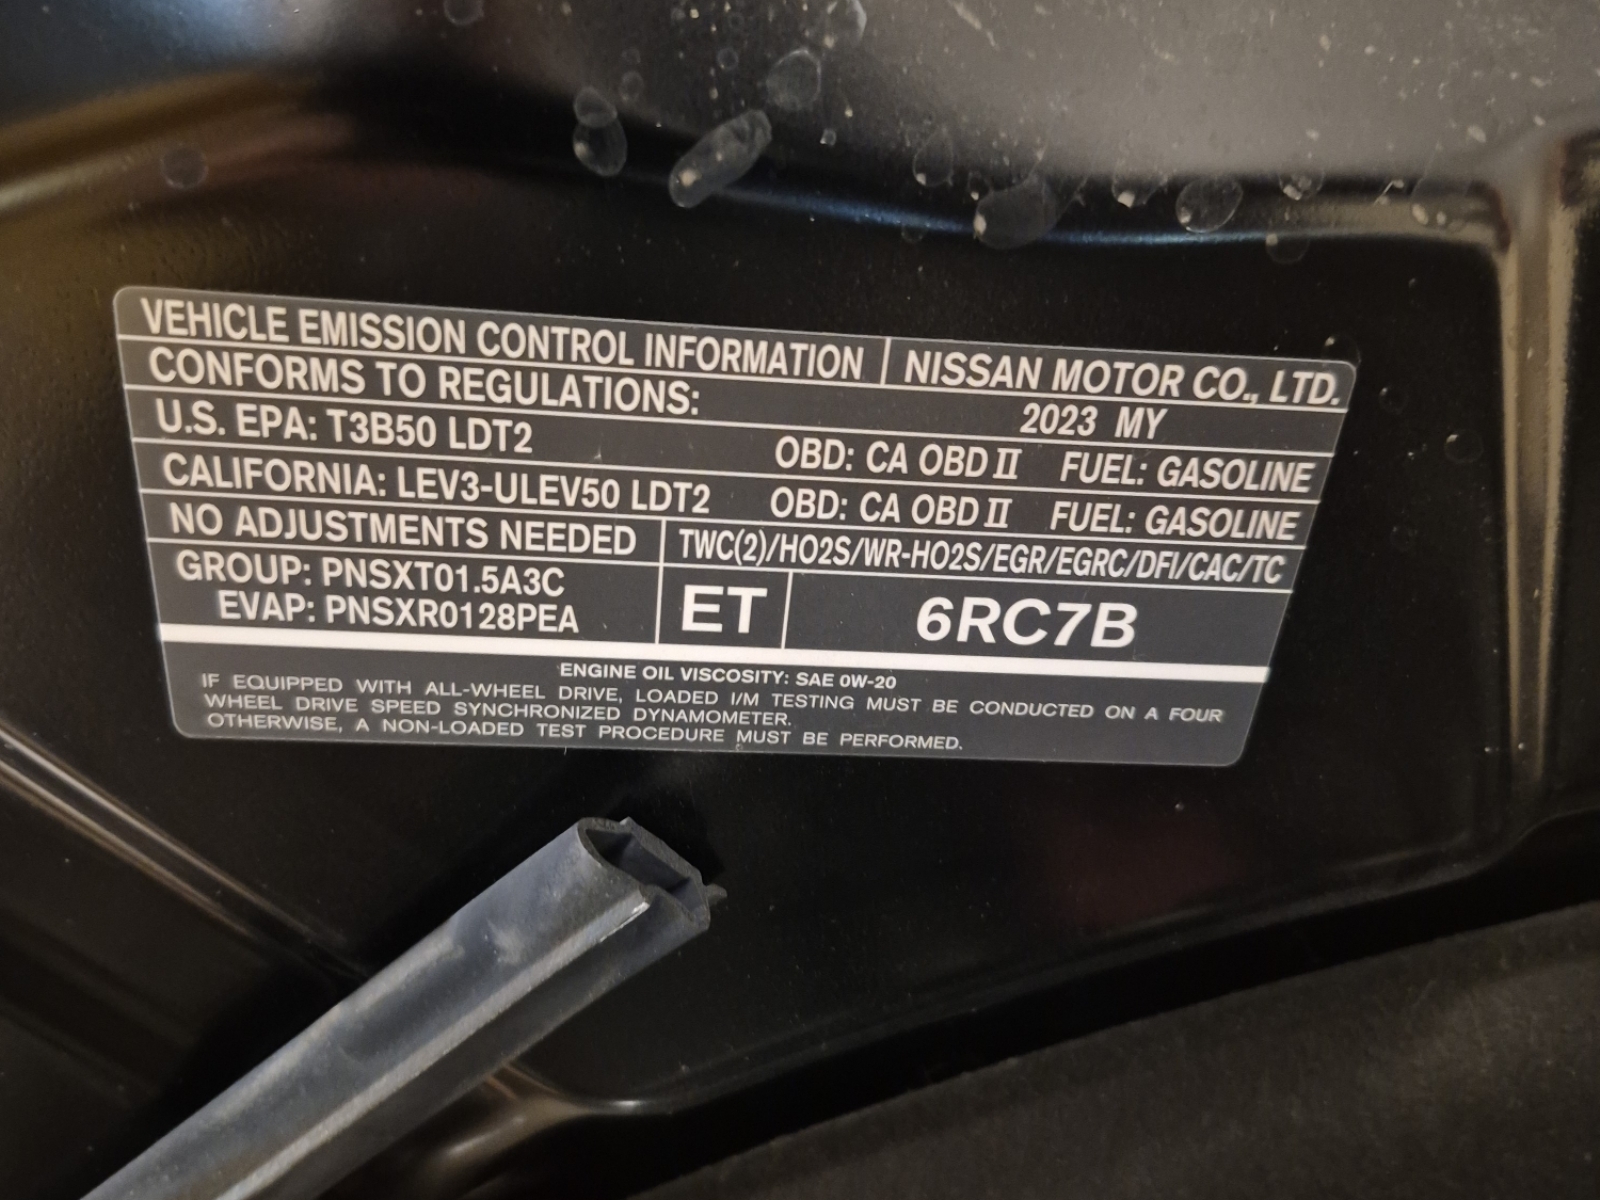 VEHICLE EMISSION CONTROL INFORMATION NISSAN MOTOR CO., LTD.
CONFORMS TO REGULATIONS: 2023 MY
U.S. EPA: T3B50 LDT2 OBD: CA OBD II FUEL: GASOLINE
CALIFORNIA: LEV3-ULEV50 LDT2 OBD: CA OBD II FUEL: GASOLINE
NO ADJUSTMENTS NEEDED TWC(2)/HO2S/WR-HO2S/EGR/EGRC/DFI/CAC/TC
GROUP: PNSXT01.5A3C
EVAP: PNSXR0128PEA
ET 6RC7B
ENGINE OIL VISCOSITY: SAE 0W-20
IF EQUIPPED WITH ALL-WHEEL DRIVE, LOADED I/M TESTING MUST BE CONDUCTED ON A FOUR
WHEEL DRIVE SPEED SYNCHRONIZED DYNAMOMETER.
OTHERWISE, A NON-LOADED TEST PROCEDURE MUST BE PERFORMED.